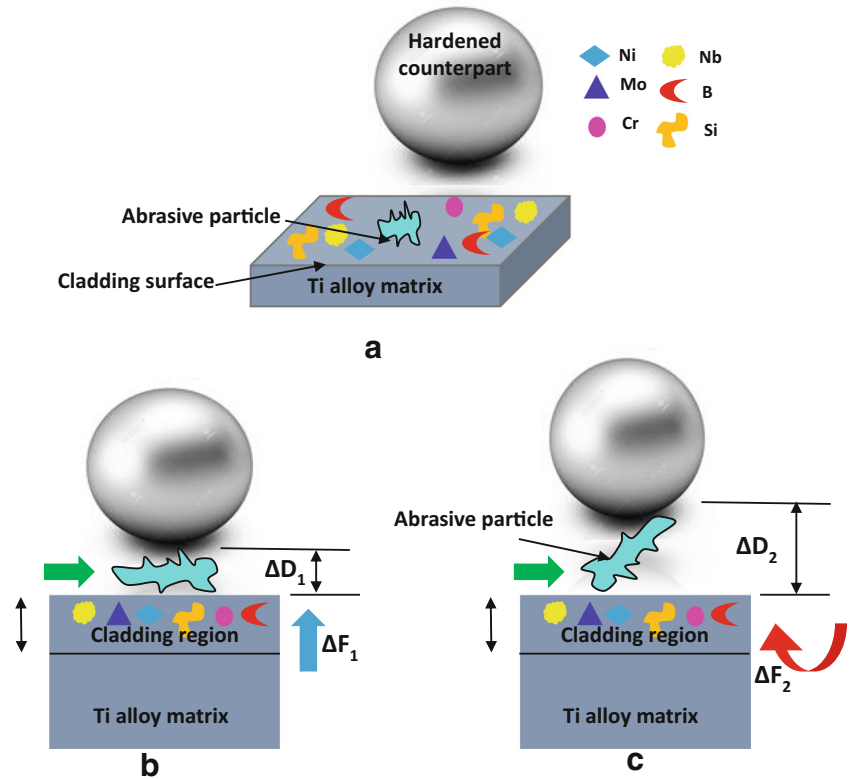 Hardened
counterpart
Ni
Nb
Mo
B
Cr
Si
Abrasive particle
Cladding surface
Ti alloy matrix
a
Abrasive particle
ΔD₁
ΔD₂
Cladding region
ΔF₁
Ti alloy matrix
b
Cladding region
ΔF₂
Ti alloy matrix
c